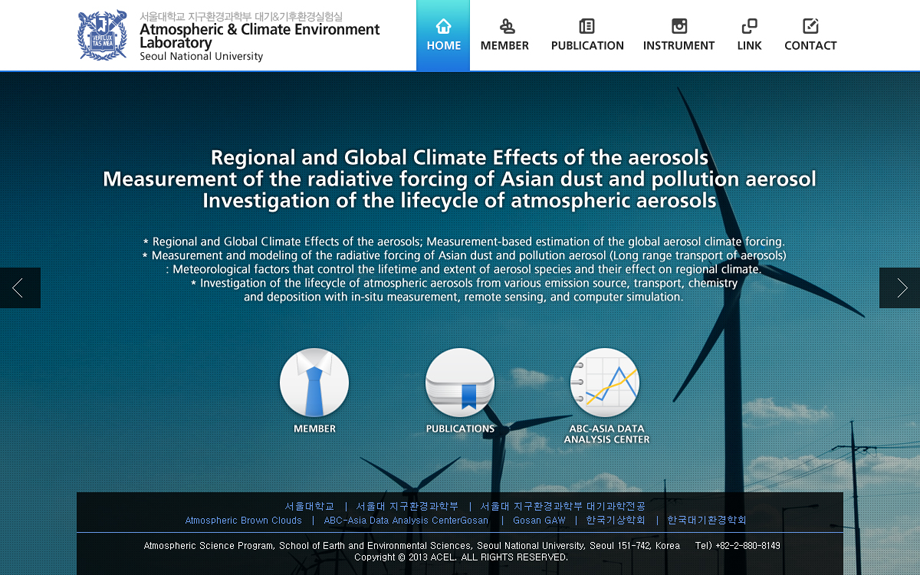 서울대학교 지구환경과학부 대기&기후환경실험실
Atmospheric & Climate Environment
Laboratory
Seoul National University
VERI LUX
TAS MEA
HOME
MEMBER
PUBLICATION
INSTRUMENT
LINK
CONTACT
Regional and Global Climate Effects of the aerosols
Measurement of the radiative forcing of Asian dust and pollution aerosol
Investigation of the lifecycle of atmospheric aerosols
* Regional and Global Climate Effects of the aerosols; Measurement-based estimation of the global aerosol climate forcing.
* Measurement and modeling of the radiative forcing of Asian dust and pollution aerosol (Long range transport of aerosols)
: Meteorological factors that control the lifetime and extent of aerosol species and their effect on regional climate.
* Investigation of the lifecycle of atmospheric aerosols from various emission source, transport, chemistry
and deposition with in-situ measurement, remote sensing, and computer simulation.
MEMBER
PUBLICATIONS
ABC-ASIA DATA
ANALYSIS CENTER
서울대학교 | 서울대 지구환경과학부 | 서울대 지구환경과학부 대기과학전공
Atmospheric Brown Clouds | ABC-Asia Data Analysis CenterGosan | Gosan GAW | 한국기상학회 | 한국대기환경학회
Atmospheric Science Program, School of Earth and Environmental Sciences, Seoul National University, Seoul 151-742, Korea Tel) +82-2-880-8149
Copyright © 2013 ACEL. ALL RIGHTS RESERVED.